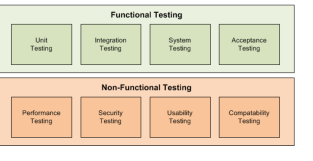 Functional Testing
Unit
Testing
Integration
Testing
System
Testing
Acceptance
Testing
Non-Functional Testing
Performance
Testing
Security
Testing
Usability
Testing
Compatability
Testing